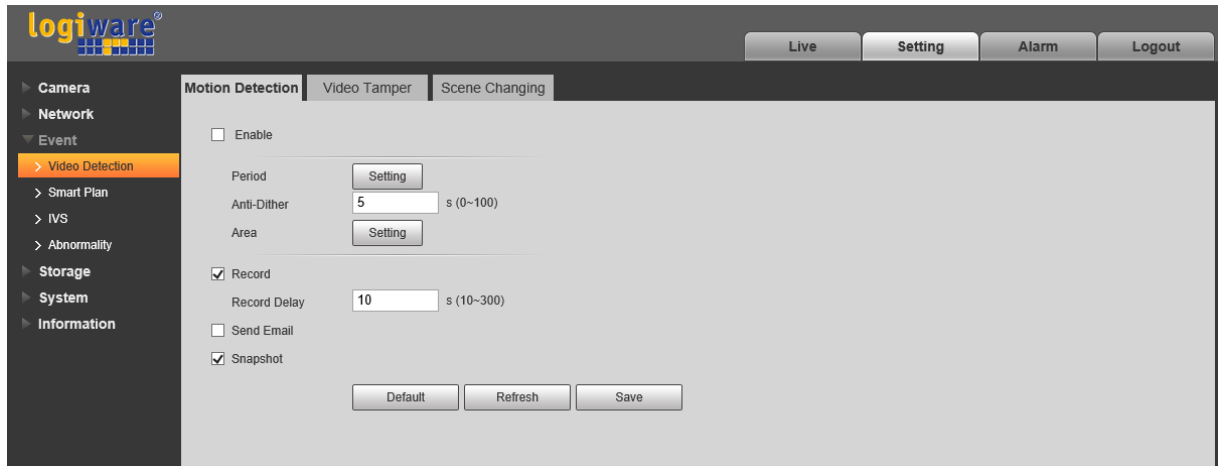 logiware®
Live Setting Alarm Logout
Camera
Network
Event
Video Detection
Smart Plan
IVS
Abnormality
Storage
System
Information
Motion Detection Video Tamper Scene Changing
Enable
Period Setting
Anti-Dither 5 s (0~100)
Area Setting
Record
Record Delay 10 s (10~300)
Send Email
Snapshot
Default Refresh Save